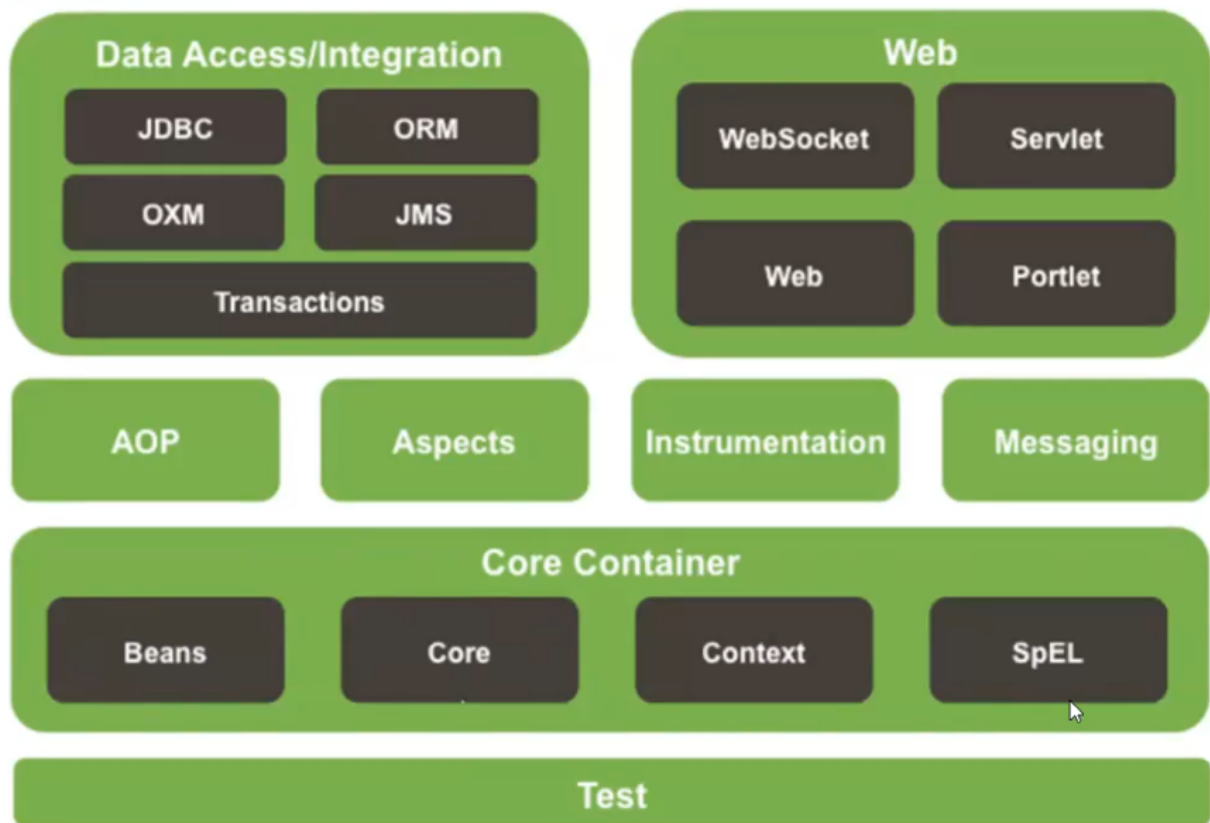 Data Access/Integration
JDBC
ORM
OXM
JMS
Transactions
Web
WebSocket
Servlet
Web
Portlet
AOP
Aspects
Instrumentation
Messaging
Core Container
Beans
Core
Context
SpEL
Test